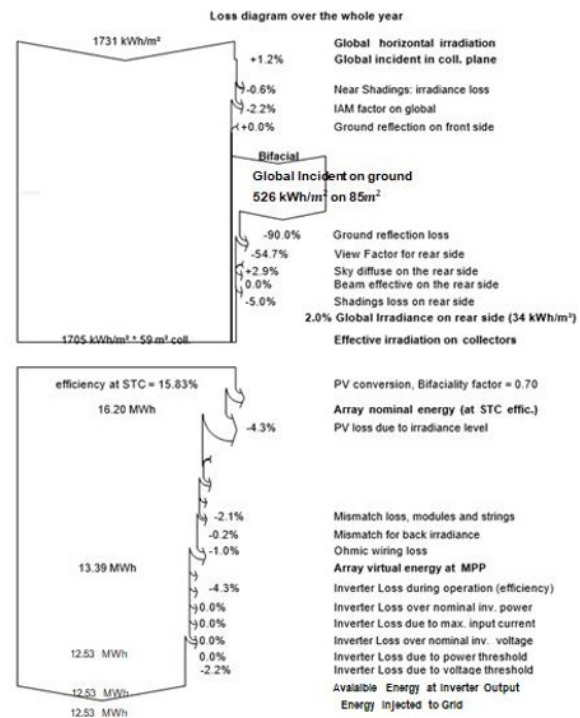 Loss diagram over the whole year
1731 kWh/m² Global horizontal irradiation
+1.2% Global incident in coll. plane
-0.6% Near Shadings: irradiance loss
-2.2% IAM factor on global
+0.0% Ground reflection on front side
Bifacial
Global Incident on ground
526 kWh/m² on 85m²
-90.0% Ground reflection loss
-54.7% View Factor for rear side
+2.9% Sky diffuse on the rear side
0.0% Beam effective on the rear side
-5.0% Shadings loss on rear side
2.0% Global Irradiance on rear side (34 kWh/m²)
1705 kWh/m² * 59 m² coll. Effective irradiation on collectors
efficiency at STC = 15.83% PV conversion, Bifaciality factor = 0.70
16.20 MWh Array nominal energy (at STC effic.)
-4.3% PV loss due to irradiance level
-2.1% Mismatch loss, modules and strings
-0.2% Mismatch for back irradiance
-1.0% Ohmic wiring loss
13.39 MWh Array virtual energy at MPP
-4.3% Inverter Loss during operation (efficiency)
0.0% Inverter Loss over nominal inv. power
0.0% Inverter Loss due to max. input current
0.0% Inverter Loss over nominal inv. voltage
12.53 MWh 0.0% Inverter Loss due to power threshold
-2.2% Inverter Loss due to voltage threshold
Avalaible Energy at Inverter Output
12.53 MWh Energy Injected to Grid
12.53 MWh